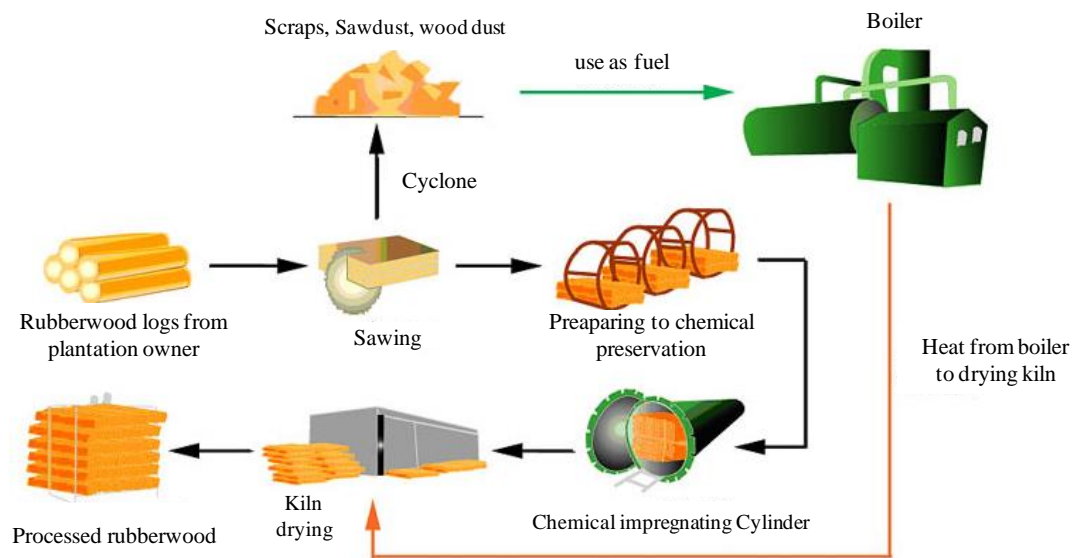 Scraps, Sawdust, wood dust
Boiler
use as fuel
Cyclone
Rubberwood logs from
plantation owner
Sawing
Preaparing to chemical
preservation
Heat from boiler
to drying kiln
Processed rubberwood
Kiln
drying
Chemical impregnating Cylinder